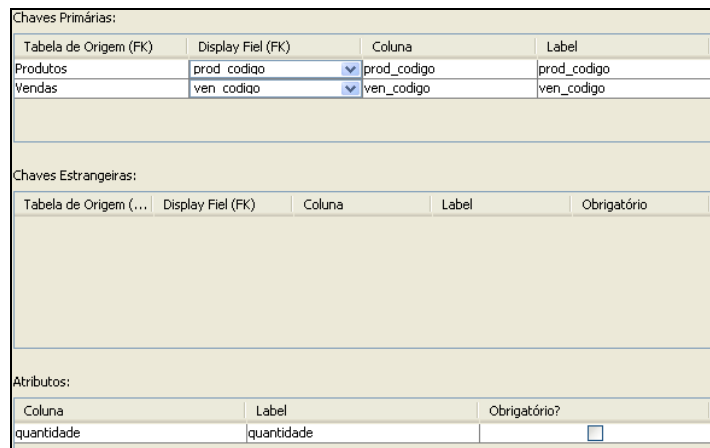 Chaves Primárias:
Tabela de Origem (FK) Display Fiel (FK) Coluna Label
Produtos prod_codigo prod_codigo prod_codigo
Vendas ven_codigo ven_codigo ven_codigo
Chaves Estrangeiras:
Tabela de Origem (... Display Fiel (FK) Coluna Label Obrigatório
Atributos:
Coluna Label Obrigatório?
quantidade quantidade